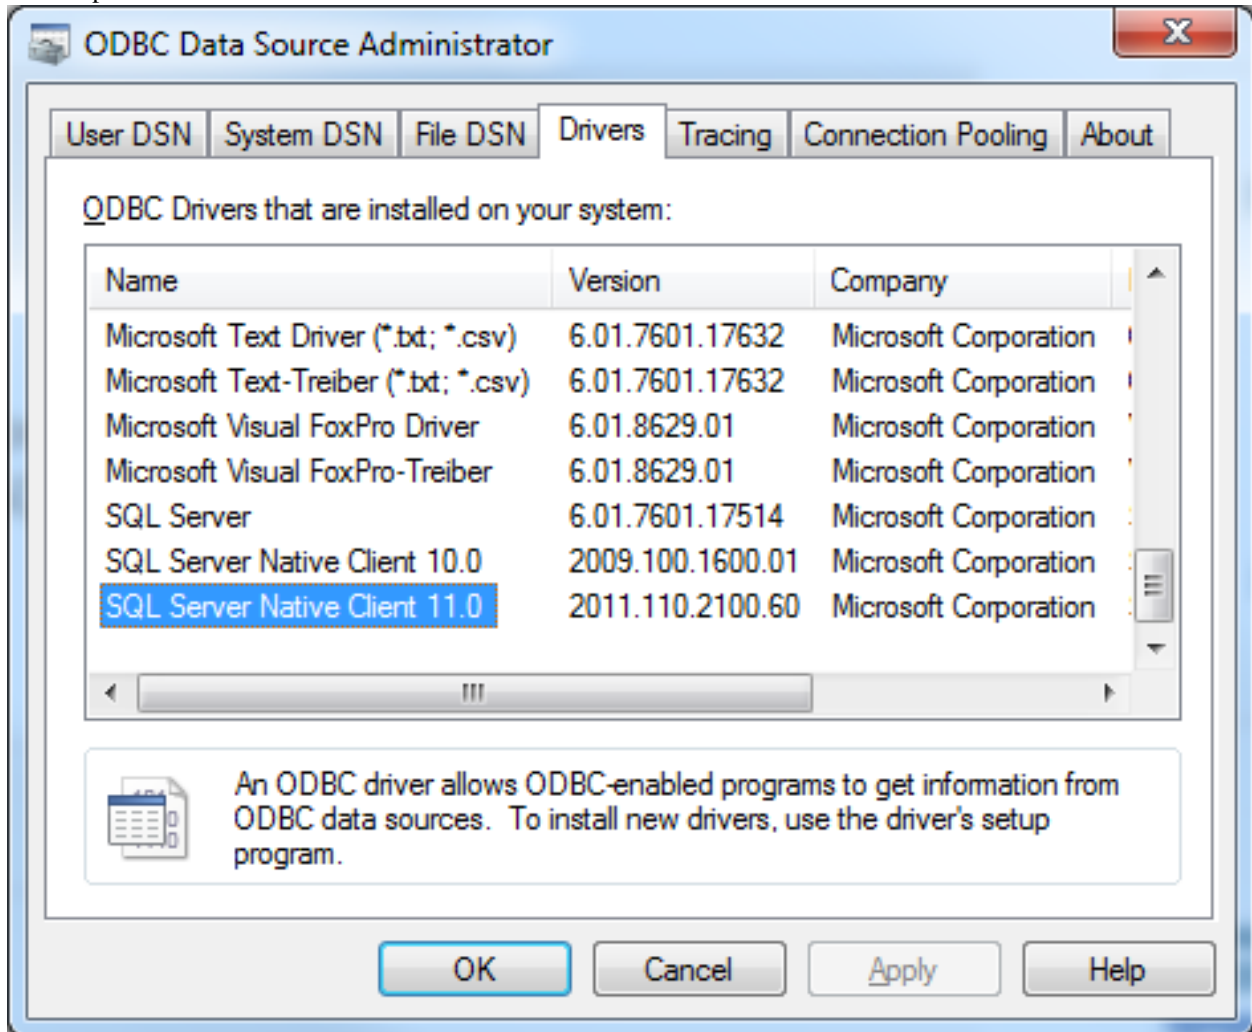 ODBC Data Source Administrator
User DSN System DSN File DSN Drivers Tracing Connection Pooling About
ODBC Drivers that are installed on your system:
Name Version Company
Microsoft Text Driver (*.txt; *.csv) 6.01.7601.17632 Microsoft Corporation
Microsoft Text-Treiber (*.txt; *.csv) 6.01.7601.17632 Microsoft Corporation
Microsoft Visual FoxPro Driver 6.01.8629.01 Microsoft Corporation
Microsoft Visual FoxPro-Treiber 6.01.8629.01 Microsoft Corporation
SQL Server 6.01.7601.17514 Microsoft Corporation
SQL Server Native Client 10.0 2009.100.1600.01 Microsoft Corporation
SQL Server Native Client 11.0 2011.110.2100.60 Microsoft Corporation
An ODBC driver allows ODBC-enabled programs to get information from
ODBC data sources. To install new drivers, use the driver's setup
program.
OK Cancel Apply Help